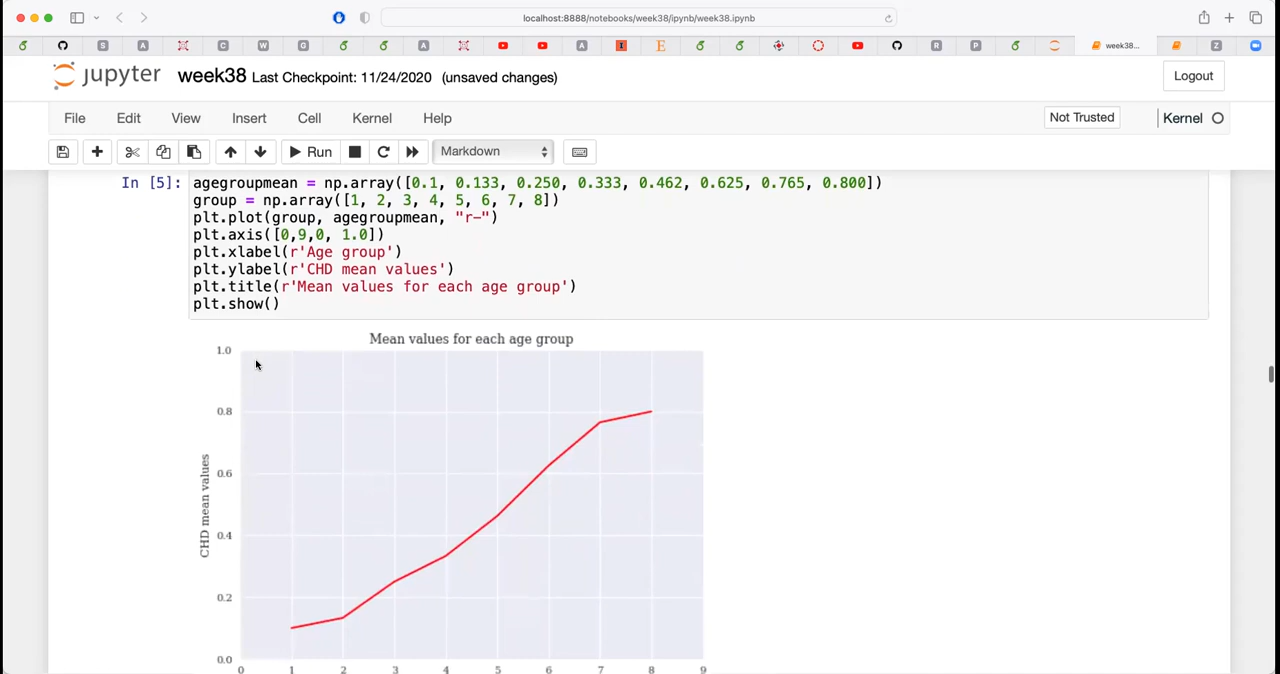 localhost:8888/notebooks/week38/ipynb/week38.ipynb
S A C W G A A I E R P week38... Z
jupyter week38 Last Checkpoint: 11/24/2020 (unsaved changes) Logout
File Edit View Insert Cell Kernel Help Not Trusted Kernel
Run Markdown
In [5]: agegroupmean = np.array([0.1, 0.133, 0.250, 0.333, 0.462, 0.625, 0.765, 0.800])
group = np.array([1, 2, 3, 4, 5, 6, 7, 8])
plt.plot(group, agegroupmean, "r-")
plt.axis([0,9,0, 1.0])
plt.xlabel(r'Age group')
plt.ylabel(r'CHD mean values')
plt.title(r'Mean values for each age group')
plt.show()
Mean values for each age group
1.0
0.8
0.6
0.4
0.2
0.0
CHD mean values
0 1 2 3 4 5 6 7 8 9